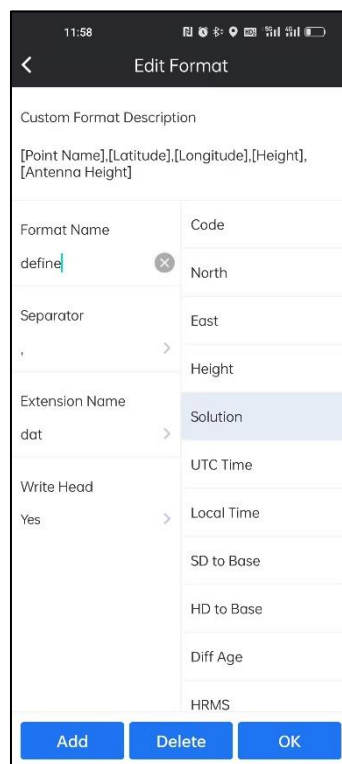 11:58
Edit Format
Custom Format Description
[Point Name],[Latitude],[Longitude],[Height],
[Antenna Height]
Format Name
define
Separator
,
Extension Name
dat
Write Head
Yes
Code
North
East
Height
Solution
UTC Time
Local Time
SD to Base
HD to Base
Diff Age
HRMS
Add
Delete
OK